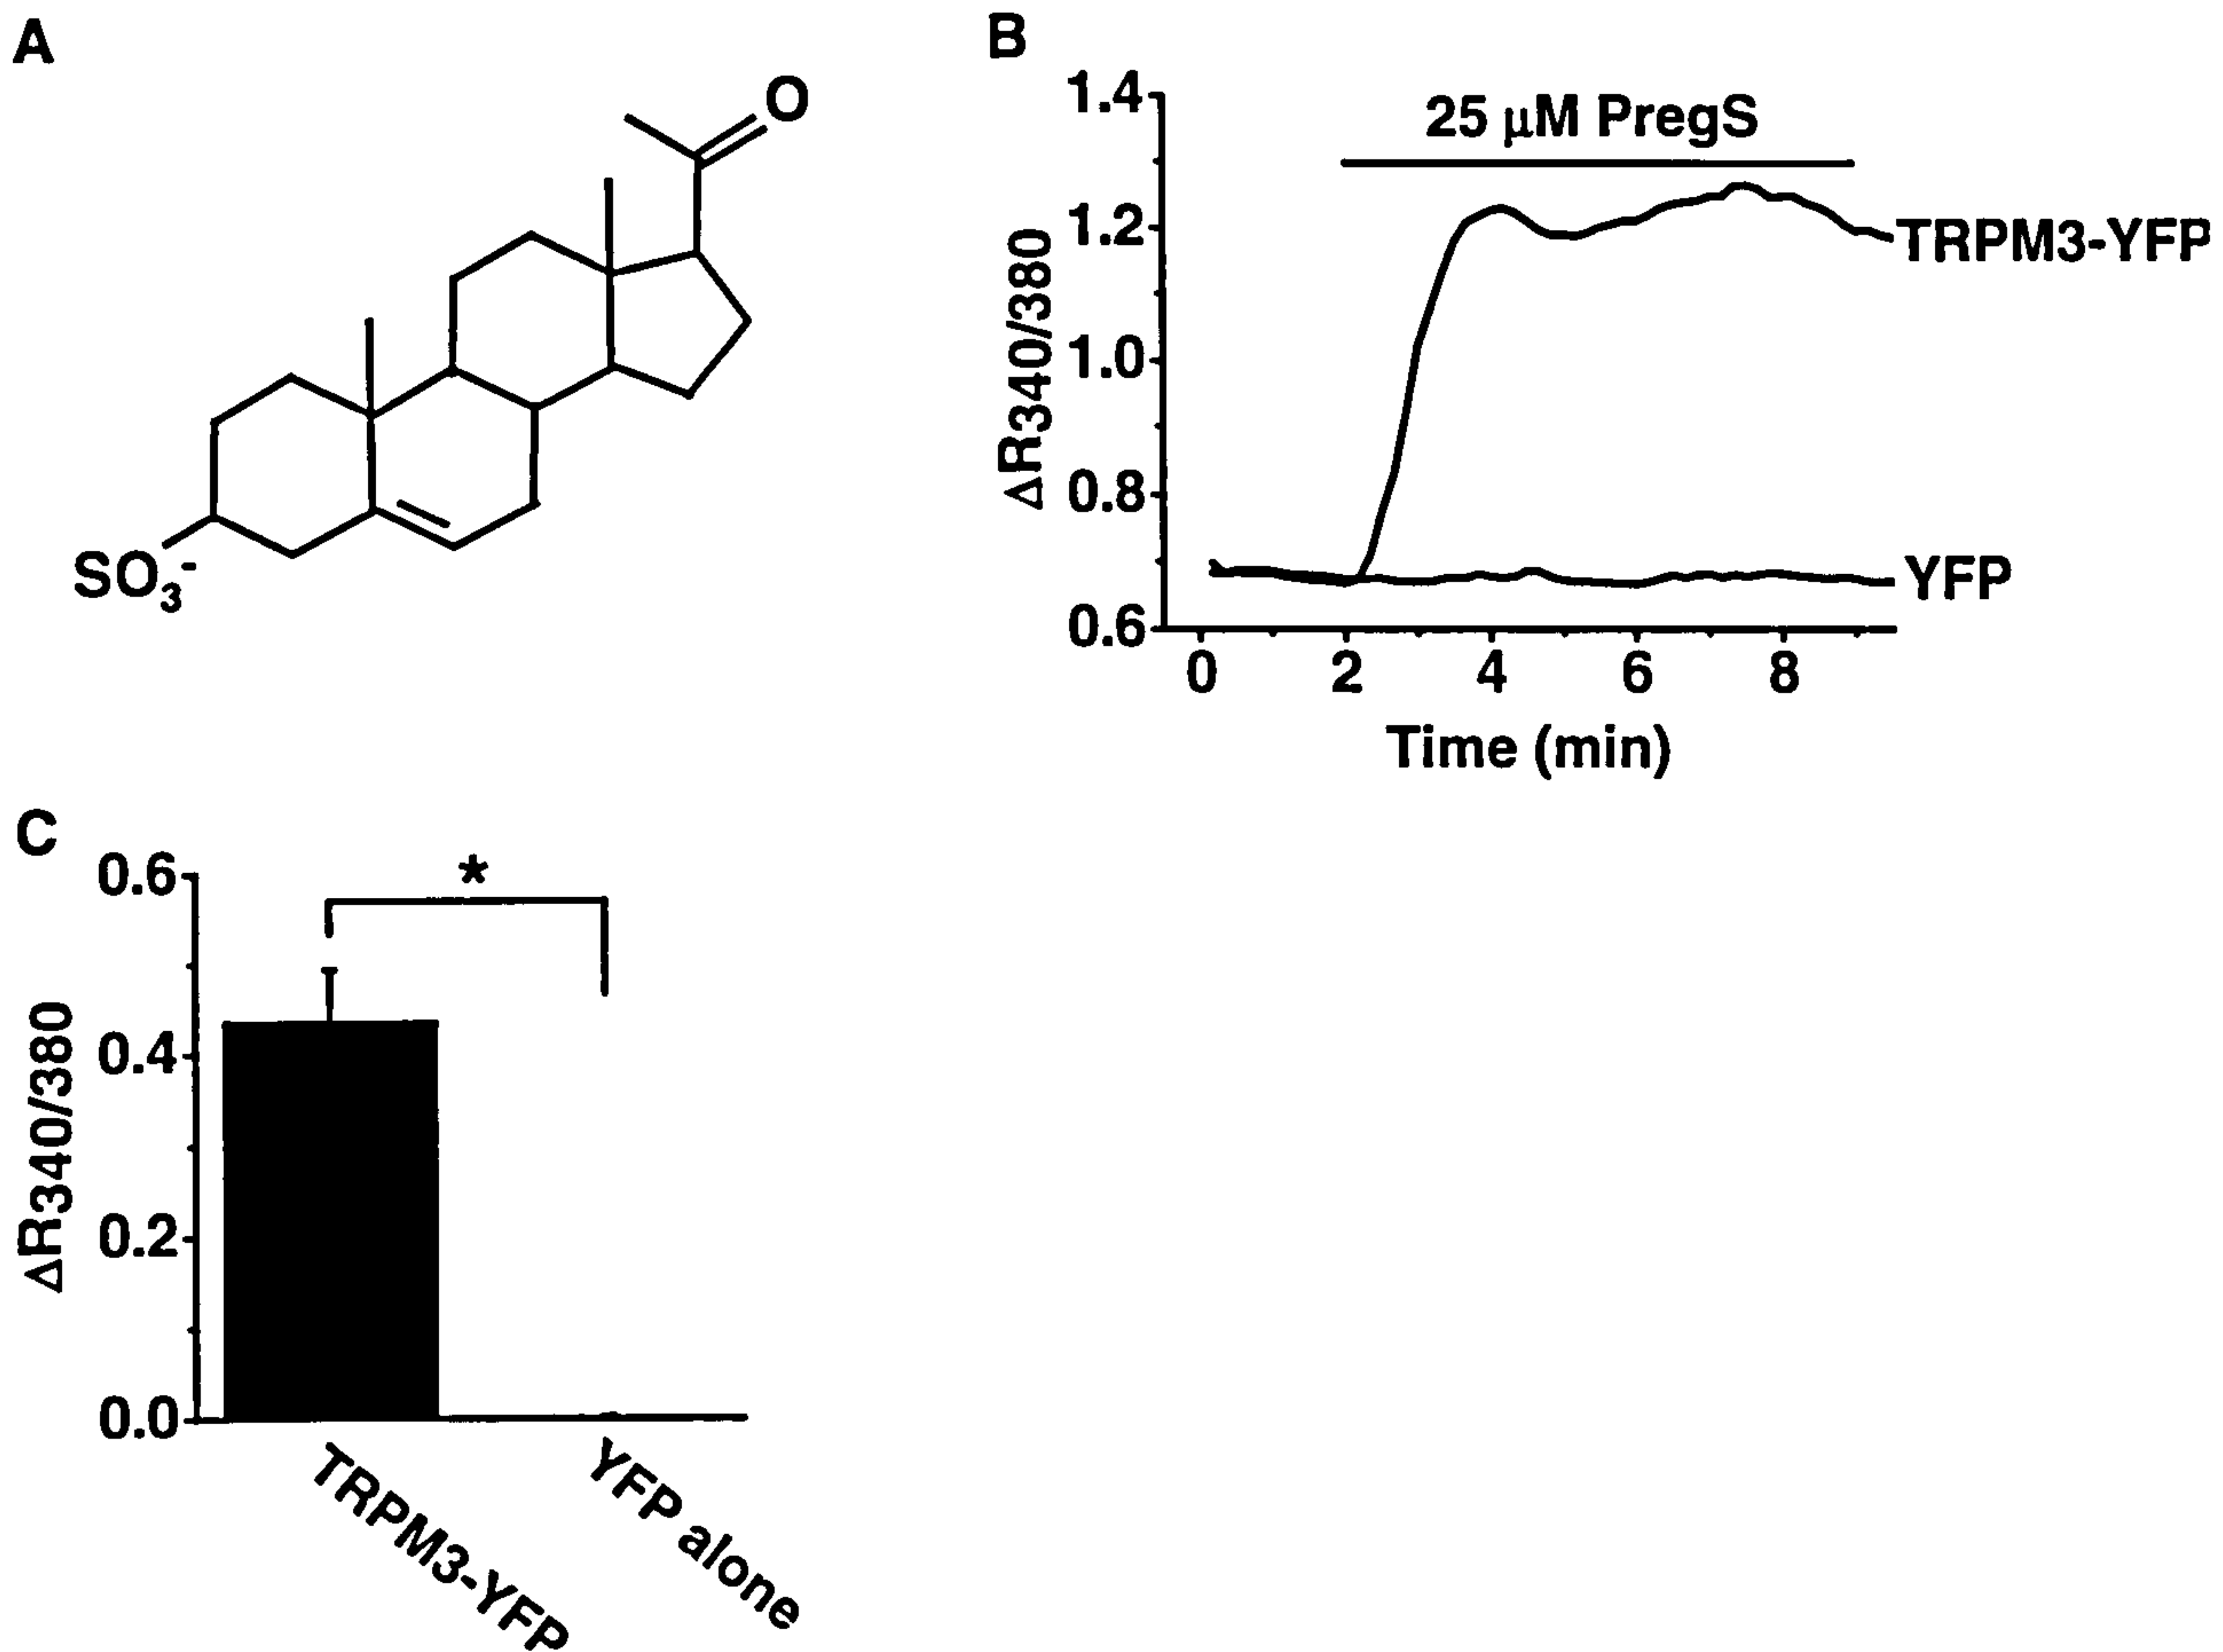 A
O
SO3-
B
1.4
1.2
1.0
0.8
0.6
ΔR340/380
25 μM PregS
TRPM3-YFP
YFP
0 2 4 6 8
Time (min)
C
0.6
0.4
0.2
0.0
ΔR340/380
*
TRPM3-YFP
YFP alone